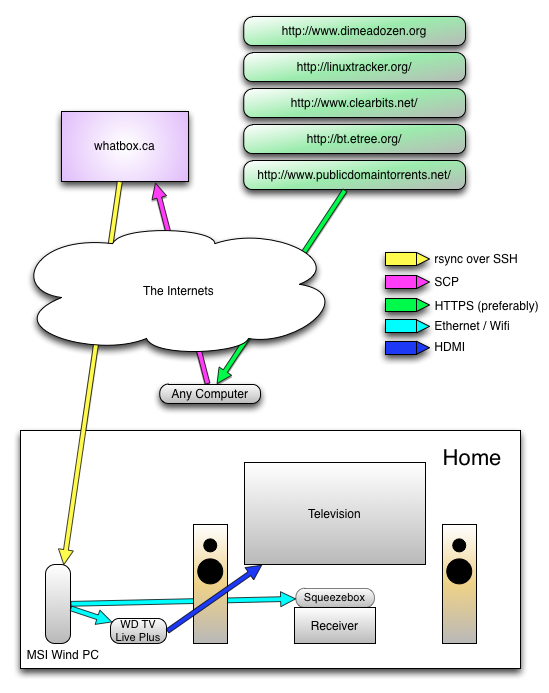 http://www.dimeadozen.org
http://linuxtracker.org/
http://www.clearbits.net/
http://bt.etree.org/
http://www.publicdomaintorrents.net/
whatbox.ca
The Internets
rsync over SSH
SCP
HTTPS (preferably)
Ethernet / Wifi
HDMI
Any Computer
Home
Television
Squeezebox
Receiver
WD TV
Live Plus
MSI Wind PC